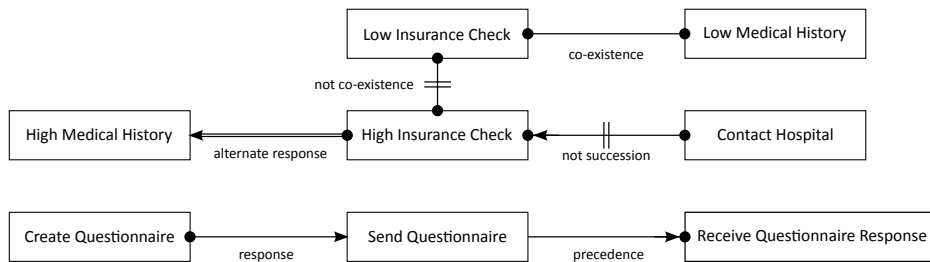 Low Insurance Check
Low Medical History
co-existence
not co-existence
High Medical History
High Insurance Check
Contact Hospital
alternate response
not succession
Create Questionnaire
Send Questionnaire
Receive Questionnaire Response
response
precedence